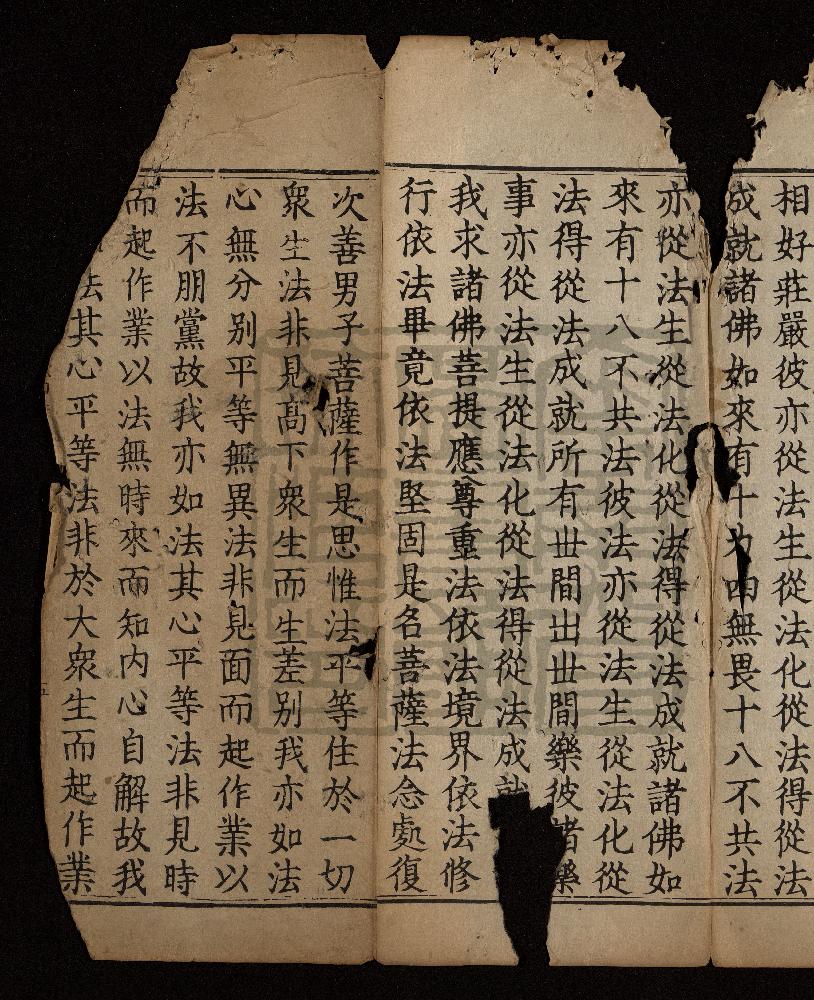 相好莊嚴彼亦從法生從法化從法得從法
成就諸佛如來有十力四無畏十八不共法
亦從法生從法化從法得從法成就諸佛如
來有十八不共法彼法亦從法生從法化從
法得從法成就所有丗間出丗間樂彼諸樂
事亦從法生從法化從法得從法成就
我求諸佛菩提應尊重法依法境界依法修
行依法畢竟依法堅固是名菩薩法念處復
次善男子菩薩作是思惟法平等住於一切
衆生法非見高下衆生而生差别我亦如法
心無分别平等無異法非見面而起作業以
法不朋黨故我亦如法其心平等法非見時
而起作業以法無時來而知内心自解故我
法其心平等法非於大衆生而起作業